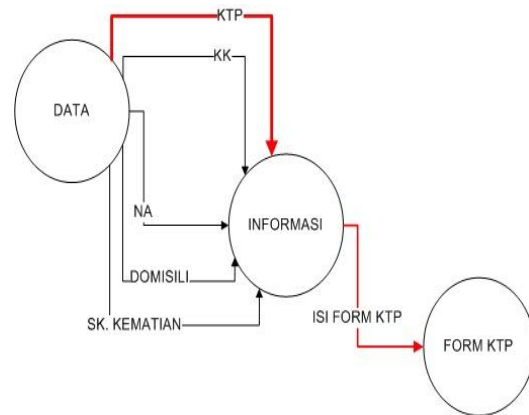 KTP
KK
DATA
NA
INFORMASI
DOMISILI
ISI FORM KTP
SK. KEMATIAN
FORM KTP